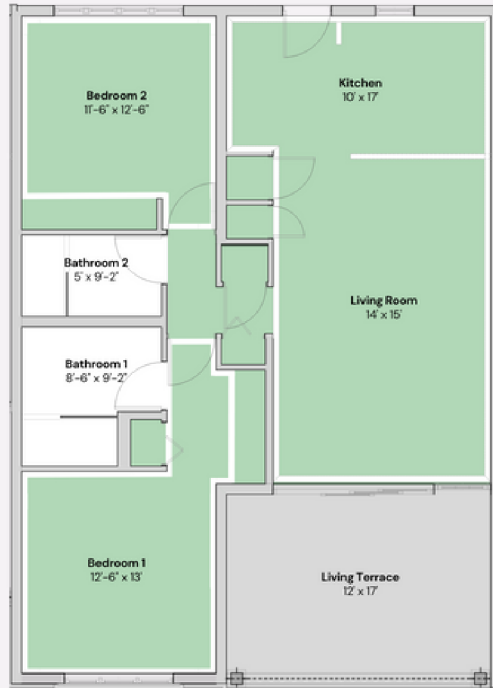 Bedroom 2
11'-6" x 12'-6"
Kitchen
10' x 17'
Bathroom 2
5' x 9'-2"
Living Room
14' x 15'
Bathroom 1
8'-6" x 9'-2"
Bedroom 1
12'-6" x 13'
Living Terrace
12' x 17'